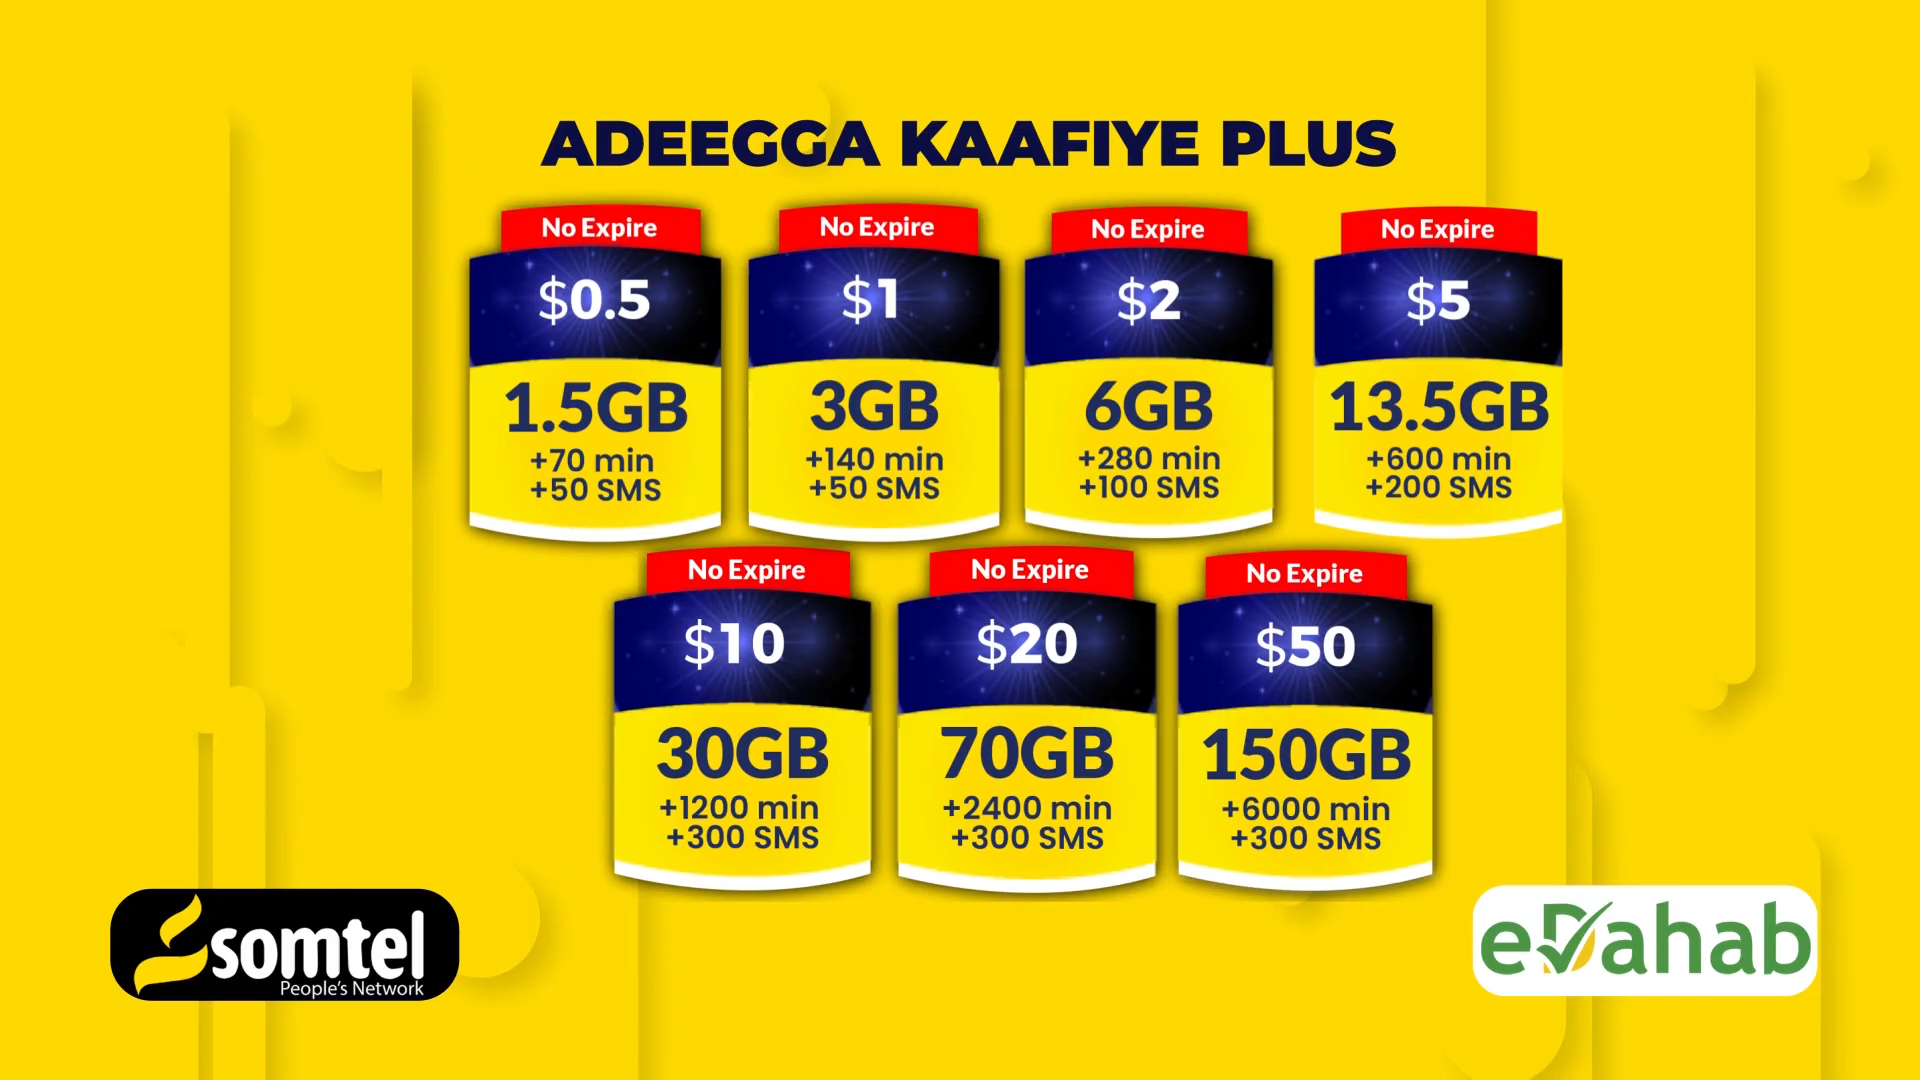 ADEEGGA KAAFIYE PLUS
No Expire
$0.5
1.5GB
+70 min
+50 SMS
No Expire
$1
3GB
+140 min
+50 SMS
No Expire
$2
6GB
+280 min
+100 SMS
No Expire
$5
13.5GB
+600 min
+200 SMS
No Expire
$10
30GB
+1200 min
+300 SMS
No Expire
$20
70GB
+2400 min
+300 SMS
No Expire
$50
150GB
+6000 min
+300 SMS
somtel
People's Network
eDahab